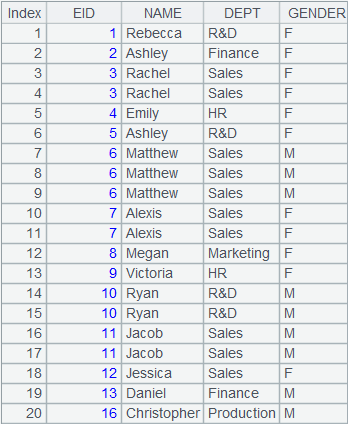 Index EID NAME DEPT GENDER
1 1 Rebecca R&D F
2 2 Ashley Finance F
3 3 Rachel Sales F
4 3 Rachel Sales F
5 4 Emily HR F
6 5 Ashley R&D F
7 6 Matthew Sales M
8 6 Matthew Sales M
9 6 Matthew Sales M
10 7 Alexis Sales F
11 7 Alexis Sales F
12 8 Megan Marketing F
13 9 Victoria HR F
14 10 Ryan R&D M
15 10 Ryan R&D M
16 11 Jacob Sales M
17 11 Jacob Sales M
18 12 Jessica Sales F
19 13 Daniel Finance M
20 16 Christopher Production M